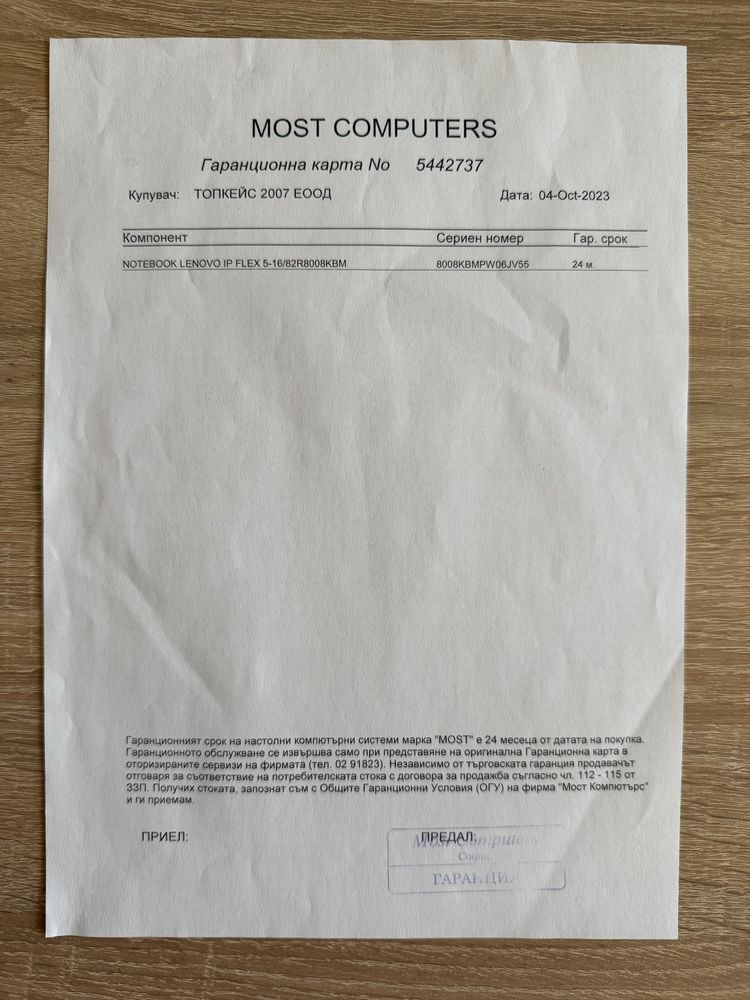 MOST COMPUTERS
Гаранционна карта No 5442737
Купувач: ТОПКЕЙС 2007 ЕООД Дата: 04-Oct-2023
Компонент Сериен номер Гар. срок
NOTEBOOK LENOVO IP FLEX 5-16/82R8008KBM 8008KBMPW06JV55 24 м.
Гаранционният срок на настолни компютърни системи марка "MOST" е 24 месеца от датата на покупка.
Гаранционното обслужване се извършва само при представяне на оригинална Гаранционна карта в
оторизираните сервизи на фирмата (тел. 02 91823). Независимо от търговската гаранция продавачът
отговаря за съответствие на потребителската стока с договора за продажба съгласно чл. 112 - 115 от
ЗЗП. Получих стоката, запознат съм с Общите Гаранционни Условия (ОГУ) на фирма "Мост Компютърс"
и ги приемам.
ПРИЕЛ: ПРЕДАЛ:
Most Computers
София
ГАРАНЦИЯ